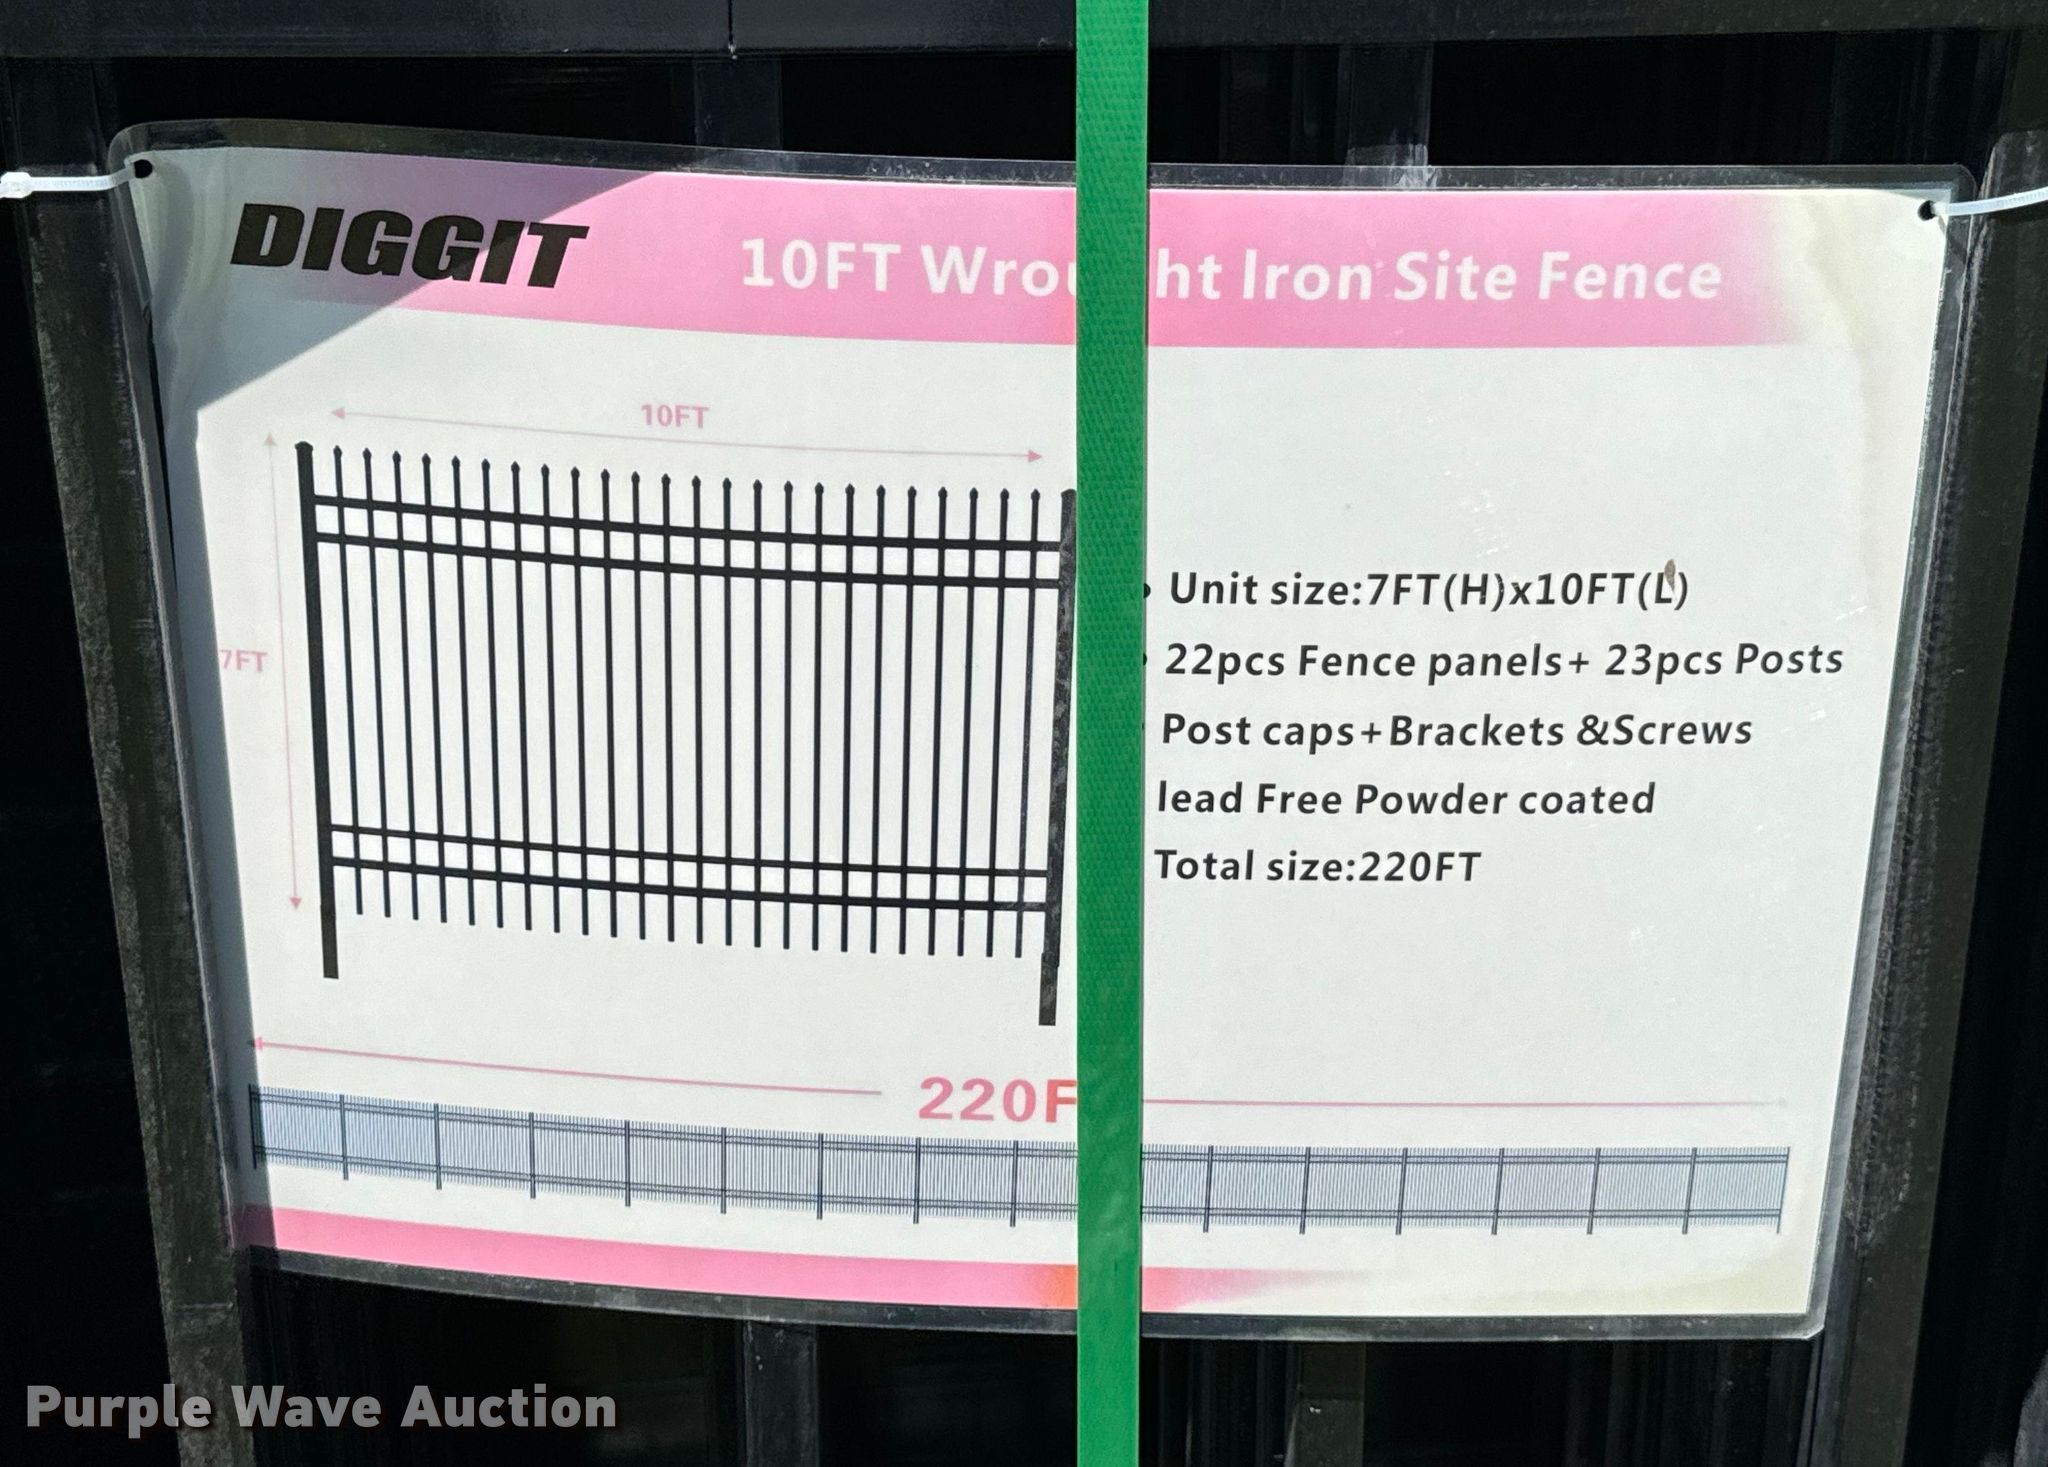 DIGGIT
10FT Wro ht Iron Site Fence
10FT
7FT
Unit size:7FT(H)x10FT(L)
22pcs Fence panels+ 23pcs Posts
Post caps+Brackets &Screws
lead Free Powder coated
Total size:220FT
220F
Purple Wave Auction